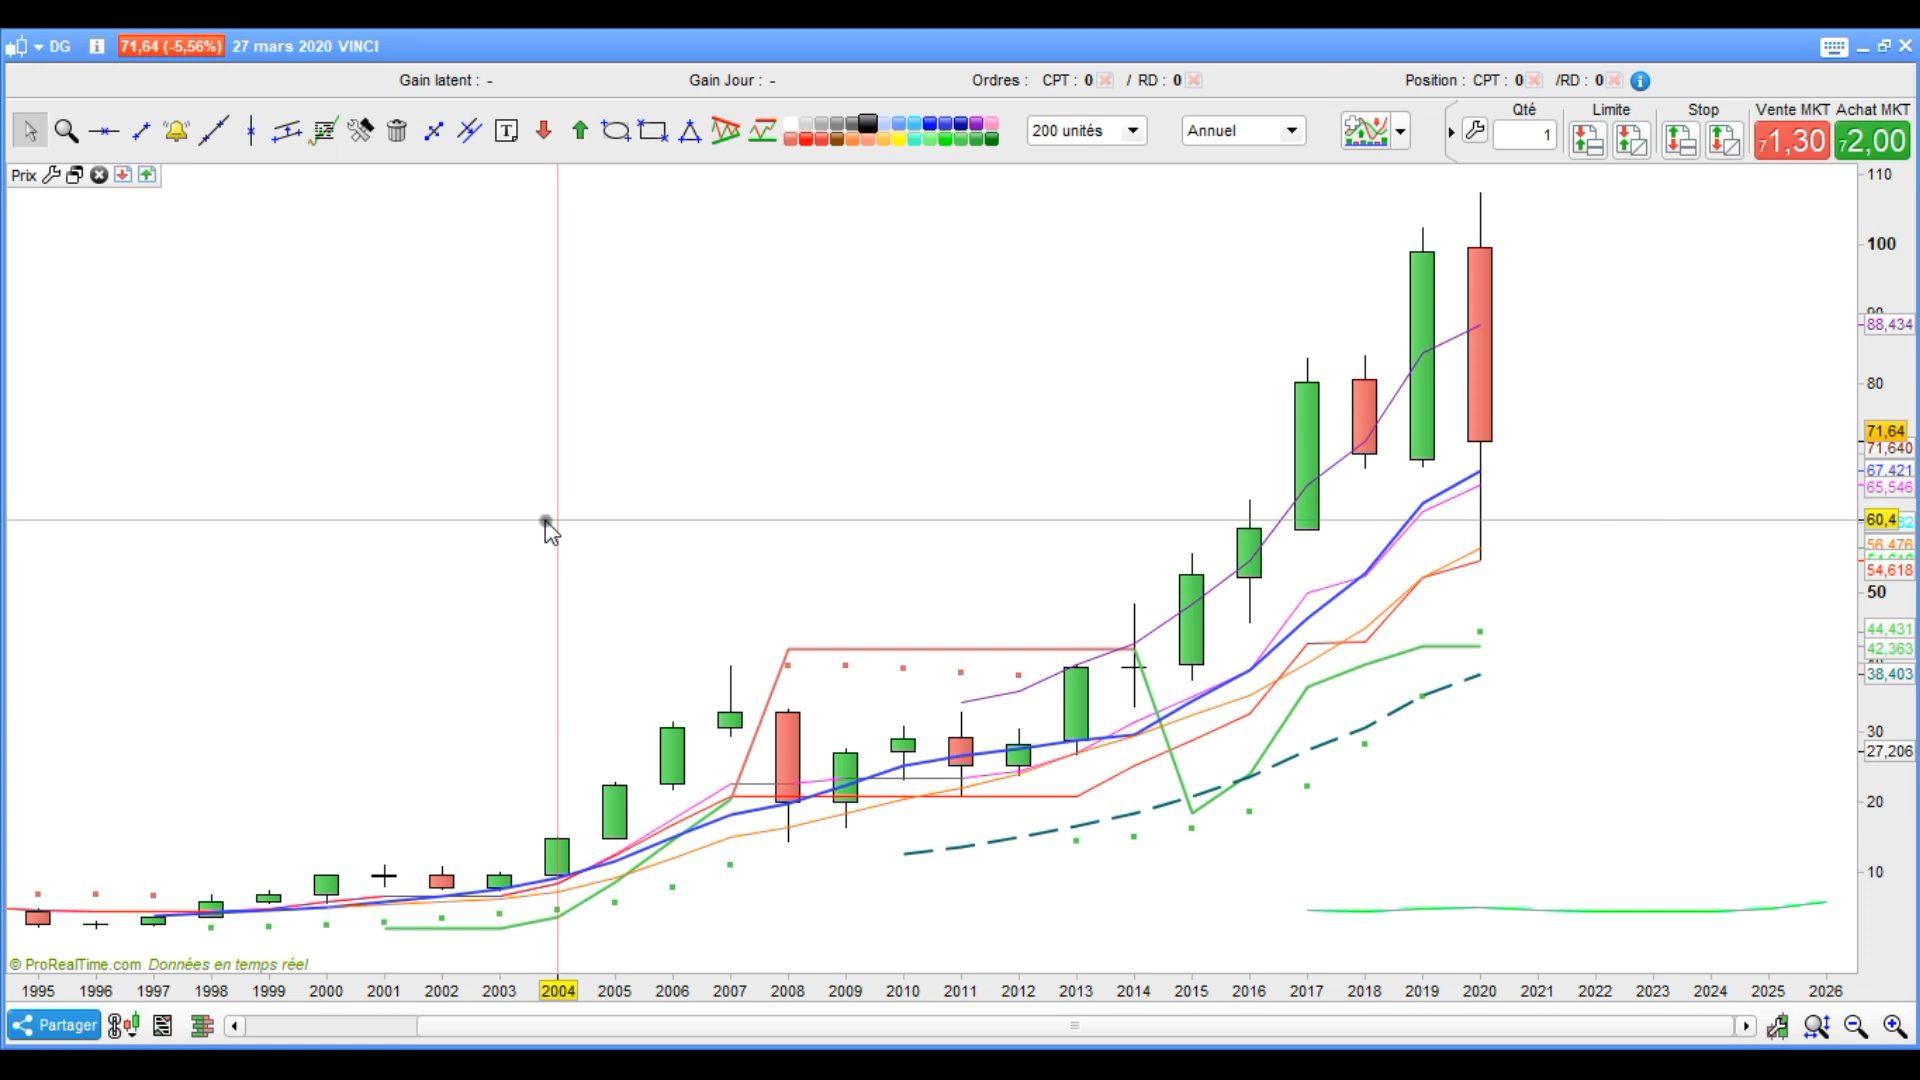 DG 71,64 (-5,56%) 27 mars 2020 VINCI
Gain latent : - Gain Jour : - Ordres : CPT : 0 / RD : 0 Position : CPT : 0 /RD : 0
200 unités Annuel Qté 1 Limite Stop Vente MKT 71,30 Achat MKT 72,00
Prix
110
100
88,434
80
71,64
71,640
67,421
65,546
60,4
56,476
54,618
50
44,431
42,363
38,403
30
27,206
20
10
© ProRealTime.com Données en temps réel
1995 1996 1997 1998 1999 2000 2001 2002 2003 2004 2005 2006 2007 2008 2009 2010 2011 2012 2013 2014 2015 2016 2017 2018 2019 2020 2021 2022 2023 2024 2025 2026
Partager